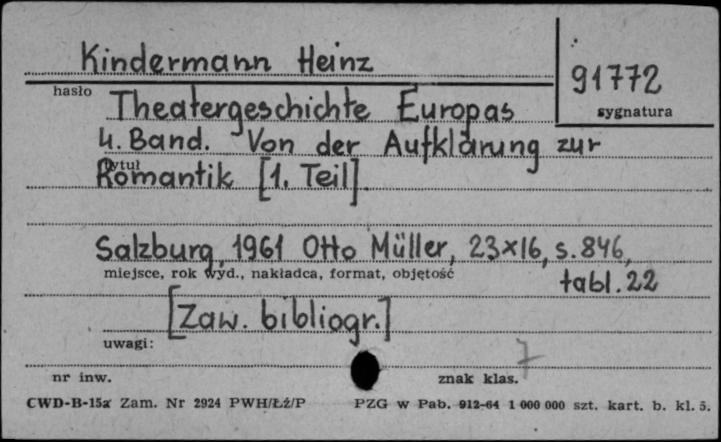 Kindermann Heinz
91772
hasło
sygnatura
Theatergeschichte Europas
4. Band. Von der Aufklärung zur
tytuł
Romantik [1. Teil].
Salzburg, 1961 Otto Müller, 23×16, s. 846,
miejsce, rok wyd., nakładca, format, objętość
tabl. 22
[Zaw. bibliogr.]
uwagi:
7
nr inw.
znak klas.
CWD-B-15a Zam. Nr 2924 PWH/Łż/P PZG w Pab. 912-64 1 000 000 szt. kart. b. kl. 5.